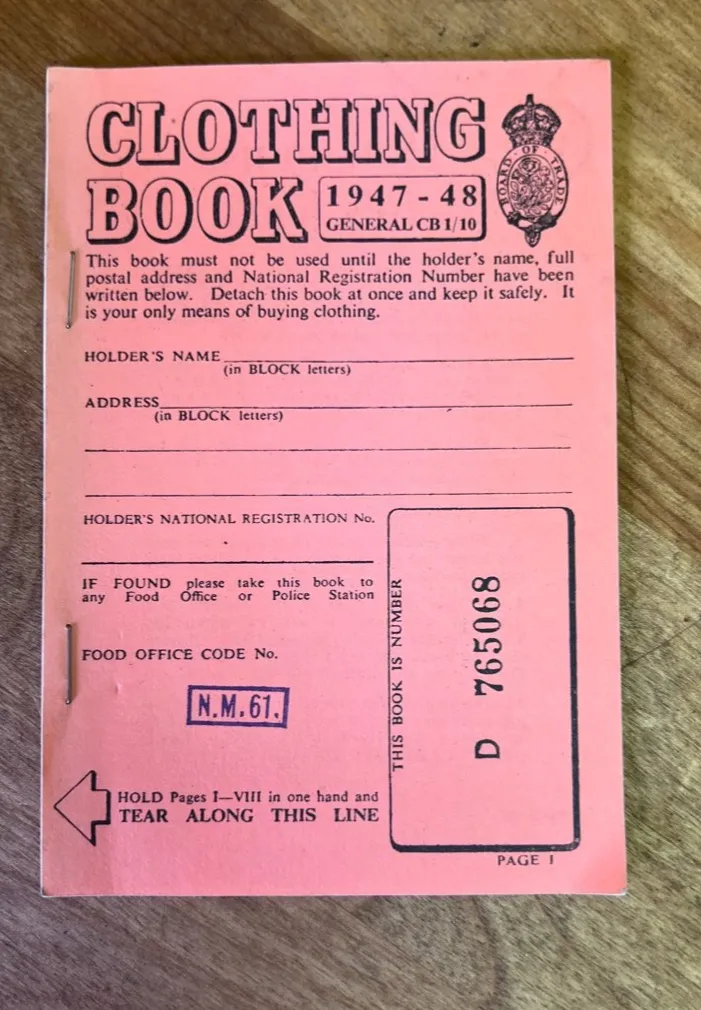 CLOTHING
BOOK
1947 - 48
GENERAL CB 1/10
BOARD · OF · TRADE
This book must not be used until the holder's name, full
postal address and National Registration Number have been
written below. Detach this book at once and keep it safely. It
is your only means of buying clothing.
HOLDER'S NAME
(in BLOCK letters)
ADDRESS
(in BLOCK letters)
HOLDER'S NATIONAL REGISTRATION No.
IF FOUND please take this book to
any Food Office or Police Station
FOOD OFFICE CODE No.
N.M.61.
HOLD Pages I—VIII in one hand and
TEAR ALONG THIS LINE
THIS BOOK IS NUMBER
D 765068
PAGE I